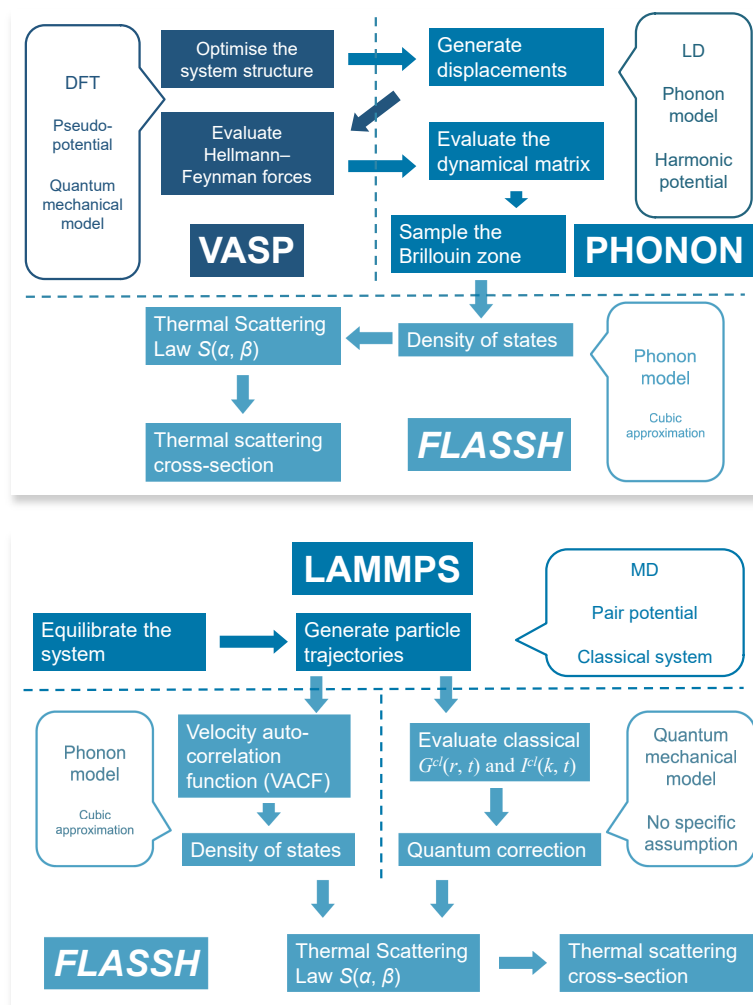 DFT
Pseudo-
potential
Quantum
mechanical
model
Optimise the
system structure
Generate
displacements
LD
Phonon
model
Harmonic
potential
Evaluate
Hellmann–
Feynman forces
Evaluate the
dynamical matrix
VASP
Sample the
Brillouin zone
PHONON
Thermal Scattering
Law S(α, β)
Density of states
Phonon
model
Cubic
approximation
Thermal scattering
cross-section
FLASSH
LAMMPS
MD
Pair potential
Classical system
Equilibrate the
system
Generate particle
trajectories
Phonon
model
Cubic
approximation
Velocity auto-
correlation
function (VACF)
Evaluate classical
G^cl(r, t) and I^cl(k, t)
Quantum
mechanical
model
No specific
assumption
Density of states
Quantum correction
FLASSH
Thermal Scattering
Law S(α, β)
Thermal scattering
cross-section